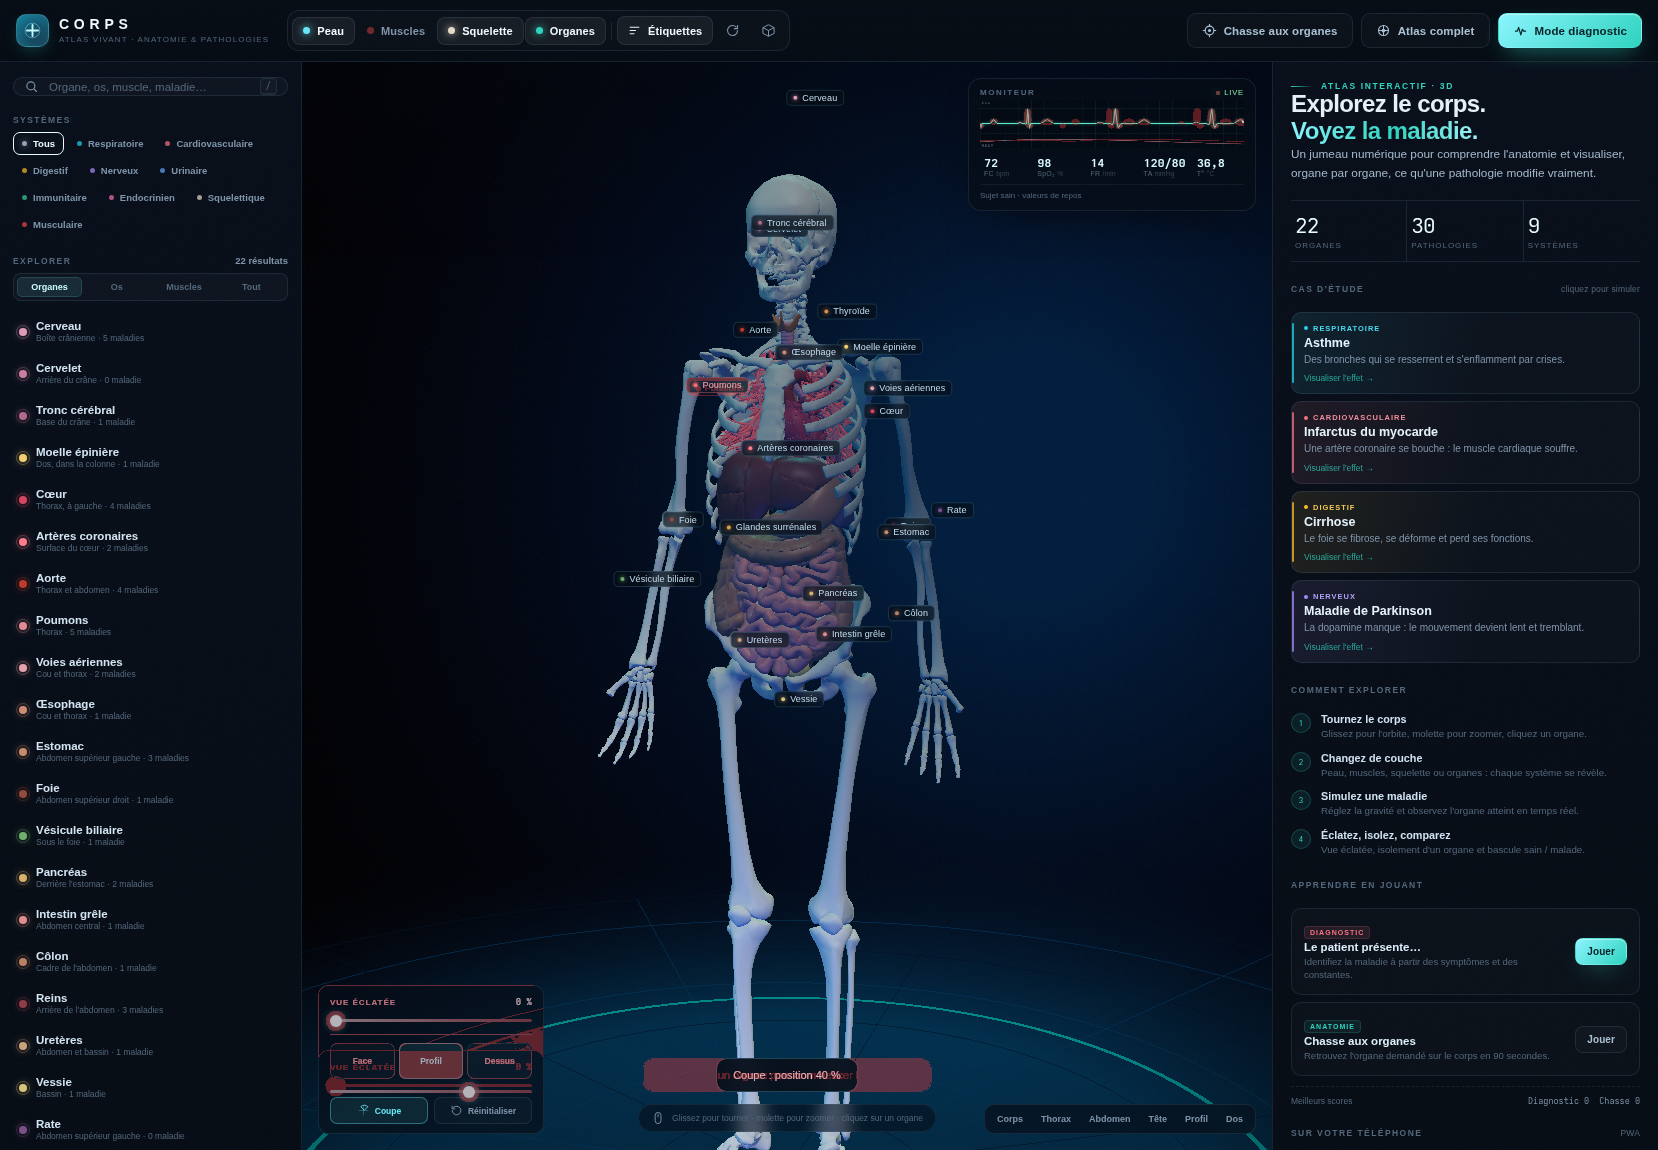 CORPS
ATLAS VIVANT · ANATOMIE & PATHOLOGIES
Peau
Muscles
Squelette
Organes
Étiquettes
Chasse aux organes
Atlas complet
Mode diagnostic
Organe, os, muscle, maladie…
/
SYSTÈMES
Tous
Respiratoire
Cardiovasculaire
Digestif
Nerveux
Urinaire
Immunitaire
Endocrinien
Squelettique
Musculaire
EXPLORER
22 résultats
Organes
Os
Muscles
Tout
Cerveau
Boîte crânienne · 5 maladies
Cervelet
Arrière du crâne · 0 maladie
Tronc cérébral
Base du crâne · 1 maladie
Moelle épinière
Dos, dans la colonne · 1 maladie
Cœur
Thorax, à gauche · 4 maladies
Artères coronaires
Surface du cœur · 2 maladies
Aorte
Thorax et abdomen · 4 maladies
Poumons
Thorax · 5 maladies
Voies aériennes
Cou et thorax · 2 maladies
Œsophage
Cou et thorax · 1 maladie
Estomac
Abdomen supérieur gauche · 3 maladies
Foie
Abdomen supérieur droit · 1 maladie
Vésicule biliaire
Sous le foie · 1 maladie
Pancréas
Derrière l'estomac · 2 maladies
Intestin grêle
Abdomen central · 1 maladie
Côlon
Cadre de l'abdomen · 1 maladie
Reins
Arrière de l'abdomen · 3 maladies
Uretères
Abdomen et bassin · 1 maladie
Vessie
Bassin · 1 maladie
Rate
Abdomen supérieur gauche · 0 maladie
Cerveau
Tronc cérébral
Thyroïde
Aorte
Moelle épinière
Œsophage
Poumons
Voies aériennes
Cœur
Artères coronaires
Rate
Foie
Glandes surrénales
Estomac
Vésicule biliaire
Pancréas
Côlon
Intestin grêle
Uretères
Vessie
MONITEUR
LIVE
72
FC bpm
98
SpO₂ %
14
FR /min
120/80
TA mmHg
36,8
T° °C
Sujet sain · valeurs de repos
VUE ÉCLATÉE
0 %
Face
Profil
Dessus
VUE ÉCLATÉE
0 %
Coupe
Réinitialiser
Coupe : position 40 %
Glissez pour tourner · molette pour zoomer · cliquez sur un organe
Corps
Thorax
Abdomen
Tête
Profil
Dos
ATLAS INTERACTIF · 3D
Explorez le corps.
Voyez la maladie.
Un jumeau numérique pour comprendre l'anatomie et visualiser,
organe par organe, ce qu'une pathologie modifie vraiment.
22
ORGANES
30
PATHOLOGIES
9
SYSTÈMES
CAS D'ÉTUDE
cliquez pour simuler
RESPIRATOIRE
Asthme
Des bronches qui se resserrent et s'enflamment par crises.
Visualiser l'effet →
CARDIOVASCULAIRE
Infarctus du myocarde
Une artère coronaire se bouche : le muscle cardiaque souffre.
Visualiser l'effet →
DIGESTIF
Cirrhose
Le foie se fibrose, se déforme et perd ses fonctions.
Visualiser l'effet →
NERVEUX
Maladie de Parkinson
La dopamine manque : le mouvement devient lent et tremblant.
Visualiser l'effet →
COMMENT EXPLORER
1
Tournez le corps
Glissez pour l'orbite, molette pour zoomer, cliquez un organe.
2
Changez de couche
Peau, muscles, squelette ou organes : chaque système se révèle.
3
Simulez une maladie
Réglez la gravité et observez l'organe atteint en temps réel.
4
Éclatez, isolez, comparez
Vue éclatée, isolement d'un organe et bascule sain / malade.
APPRENDRE EN JOUANT
DIAGNOSTIC
Le patient présente…
Identifiez la maladie à partir des symptômes et des
constantes.
Jouer
ANATOMIE
Chasse aux organes
Retrouvez l'organe demandé sur le corps en 90 secondes.
Jouer
Meilleurs scores
Diagnostic 0 Chasse 0
SUR VOTRE TÉLÉPHONE
PWA